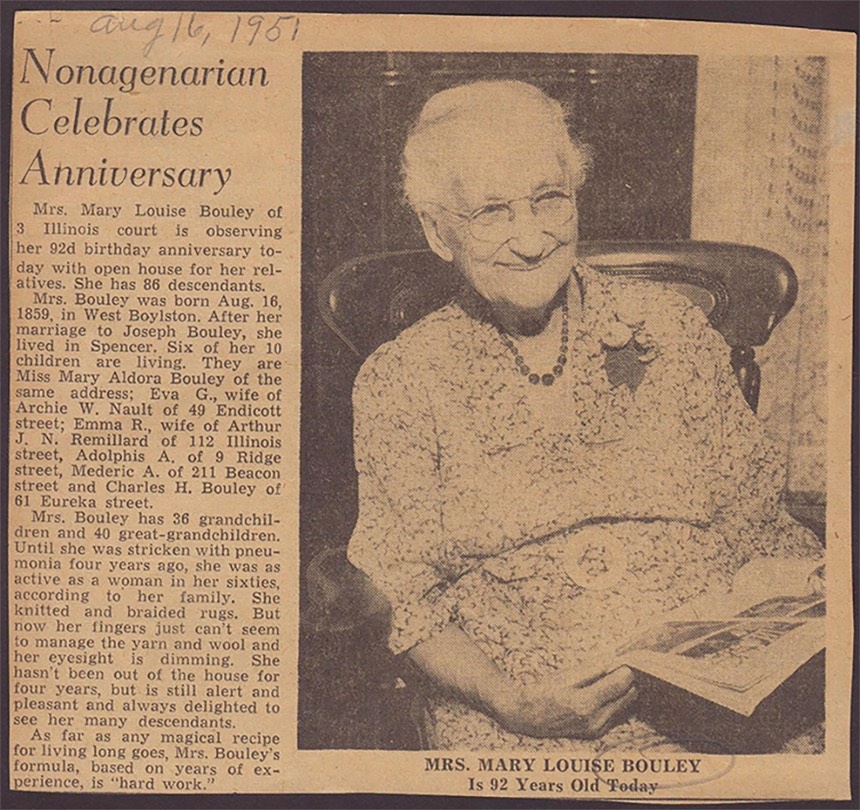 aug 16, 1951
Nonagenarian
Celebrates
Anniversary
Mrs. Mary Louise Bouley of
3 Illinois court is observing
her 92d birthday anniversary to-
day with open house for her rel-
atives. She has 86 descendants.
Mrs. Bouley was born Aug. 16,
1859, in West Boylston. After her
marriage to Joseph Bouley, she
lived in Spencer. Six of her 10
children are living. They are
Miss Mary Aldora Bouley of the
same address; Eva G., wife of
Archie W. Nault of 49 Endicott
street; Emma R., wife of Arthur
J. N. Remillard of 112 Illinois
street, Adolphis A. of 9 Ridge
street, Mederic A. of 211 Beacon
street and Charles H. Bouley of
61 Eureka street.
Mrs. Bouley has 36 grandchil-
dren and 40 great-grandchildren.
Until she was stricken with pneu-
monia four years ago, she was as
active as a woman in her sixties,
according to her family. She
knitted and braided rugs. But
now her fingers just can't seem
to manage the yarn and wool and
her eyesight is dimming. She
hasn't been out of the house for
four years, but is still alert and
pleasant and always delighted to
see her many descendants.
As far as any magical recipe
for living long goes, Mrs. Bouley's
formula, based on years of ex-
perience, is "hard work."
MRS. MARY LOUISE BOULEY
Is 92 Years Old Today